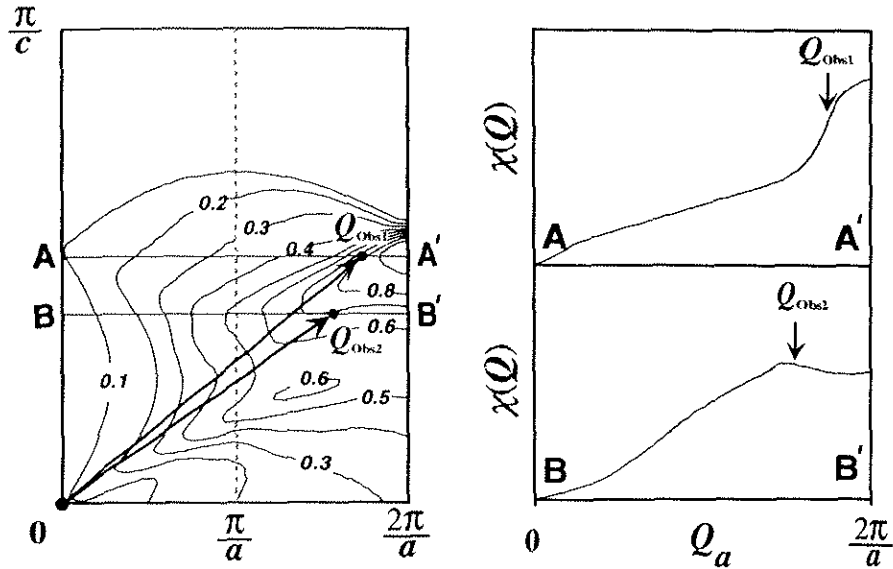 π/c
0.2
0.3
0.4
Q_Obs1
A
A'
0.8
B
B'
0.6
Q_Obs2
0.1
0.6
0.5
0.3
0
π/a
2π/a
Q_Obs1
χ(Q)
A
A'
Q_Obs2
χ(Q)
B
B'
0
Q_a
2π/a